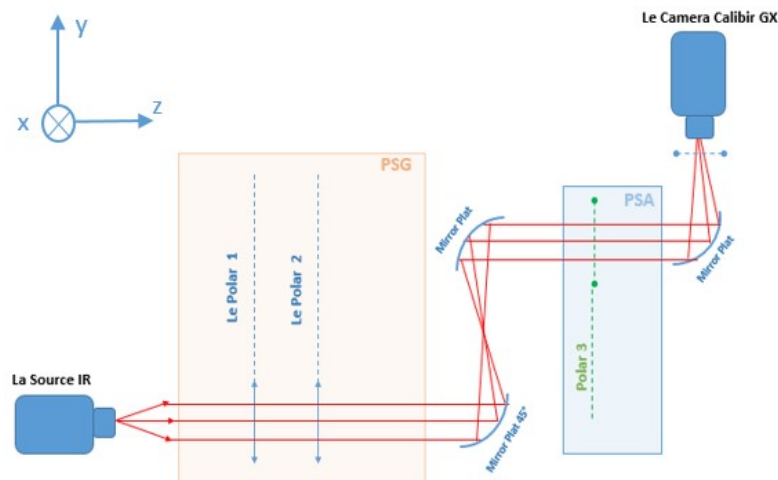 Le Camera Calibir GX
y
x
z
PSG
PSA
Mirror Plat
Mirror Plat
Le Polar 1
Le Polar 2
Polar 3
La Source IR
Mirror Plat 45°